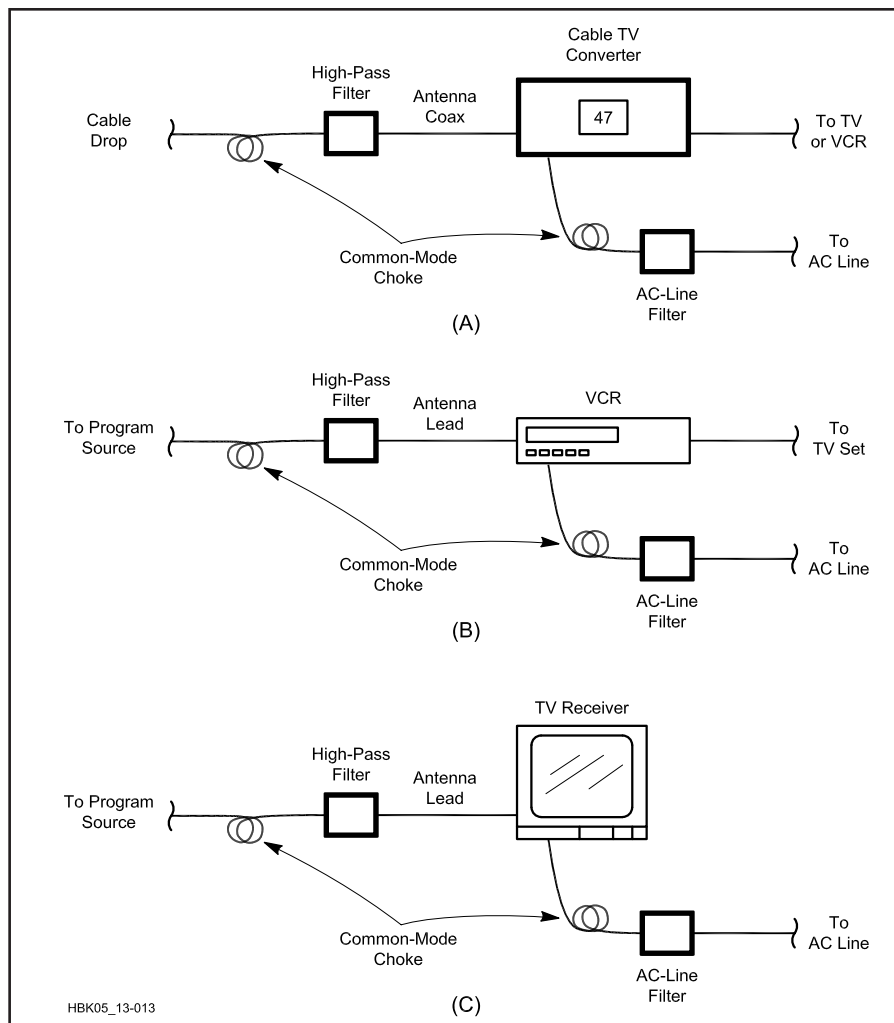 Cable TV
Converter
High-Pass
Filter
Antenna
Coax
Cable
Drop
47
To TV
or VCR
Common-Mode
Choke
To
AC Line
AC-Line
Filter
(A)
High-Pass
Filter
Antenna
Lead
VCR
To Program
Source
To
TV Set
Common-Mode
Choke
To
AC Line
AC-Line
Filter
(B)
TV Receiver
High-Pass
Filter
Antenna
Lead
To Program
Source
Common-Mode
Choke
To
AC Line
AC-Line
Filter
(C)
HBK05_13-013